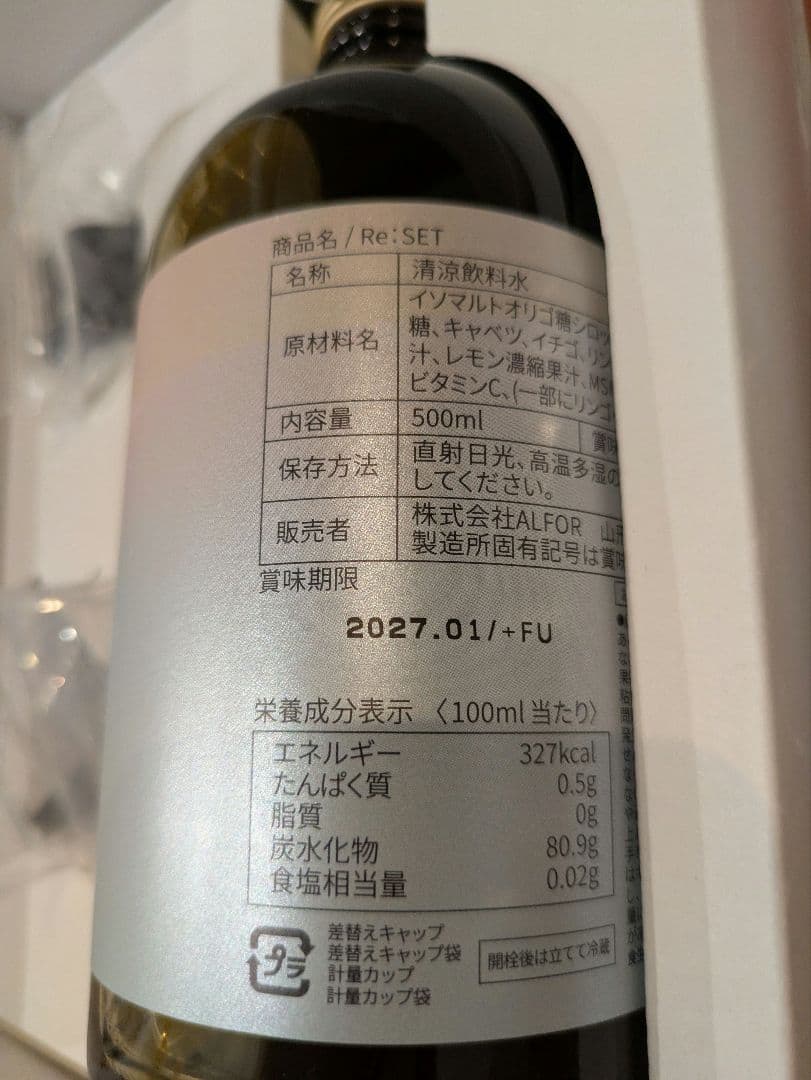 商品名 / Re:SET
名称 清涼飲料水
原材料名 イソマルトオリゴ糖シロッ
糖、キャベツ、イチゴ、リン
汁、レモン濃縮果汁、MS
ビタミンC、(一部にリンゴ
内容量 500ml 賞味
保存方法 直射日光、高温多湿の
してください。
販売者 株式会社ALFOR 山形
製造所固有記号は賞味
賞味期限
2027.01/+FU
栄養成分表示 〈100ml当たり〉
エネルギー 327kcal
たんぱく質 0.5g
脂質 0g
炭水化物 80.9g
食塩相当量 0.02g
プラ
差替えキャップ
差替えキャップ袋
計量カップ
計量カップ袋
開栓後は立てて冷蔵